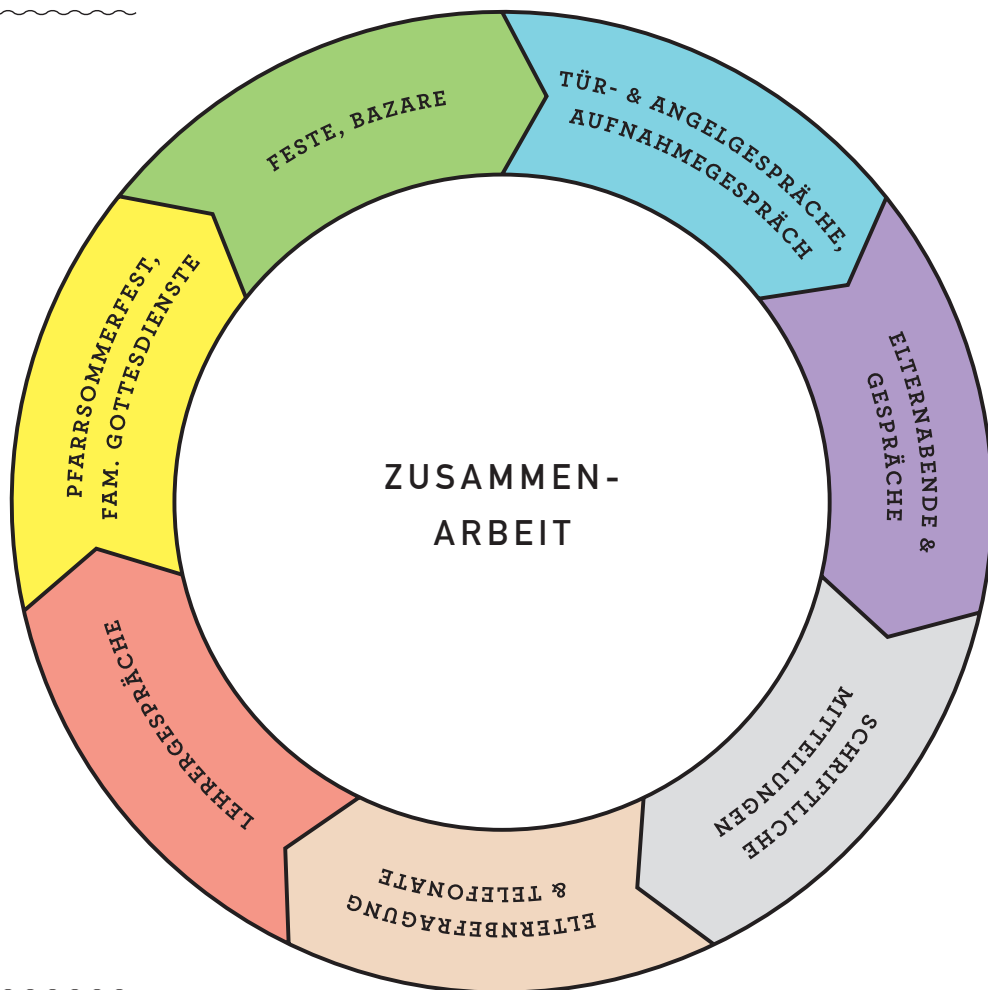 FESTE, BAZARE
TÜR- & ANGELGESPRÄCHE,
AUFNAHMEGESPRÄCH
ELTERNABENDE &
GESPRÄCHE
SCHRIFTLICHE
MITTEILUNGEN
ELTERNBEFRAGUNG
& TELEFONATE
LEHRERGESPRÄCHE
PFARRSOMMERFEST,
FAM. GOTTESDIENSTE
ZUSAMMEN-
ARBEIT